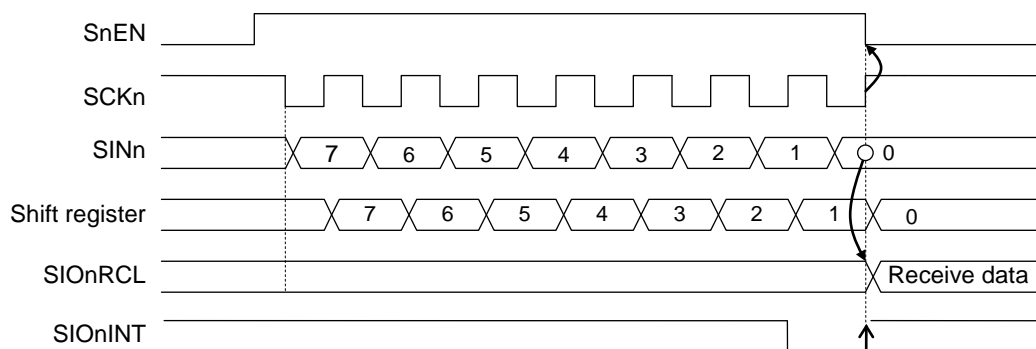 SnEN
SCKn
SINn 7 6 5 4 3 2 1 0
Shift register 7 6 5 4 3 2 1 0
SIOnRCL Receive data
SIOnINT